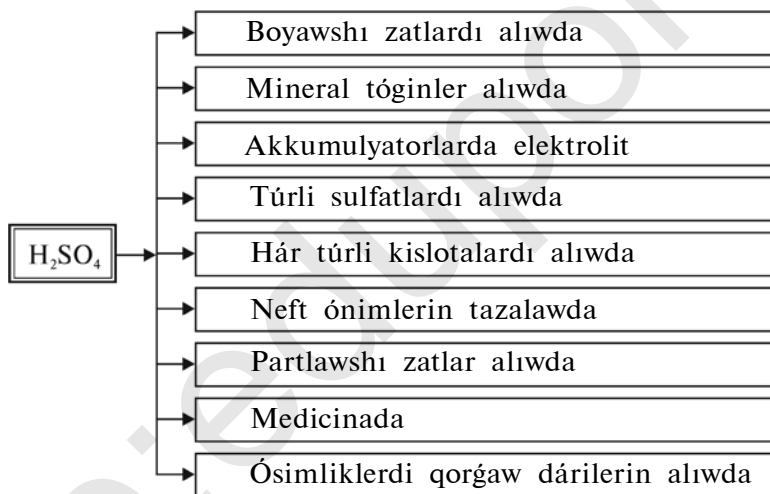 Boyawshı zatlardı alıwda
Mineral tóginler alıwda
Akkumulyatorlarda elektrolit
Túrli sulfatlardı alıwda
H₂SO₄
Hár túrli kislotalardı alıwda
Neft ónimlerin tazalawda
Partlawshı zatlar alıwda
Medicinada
Ósimliklerdi qorǵaw dárilerin alıwda